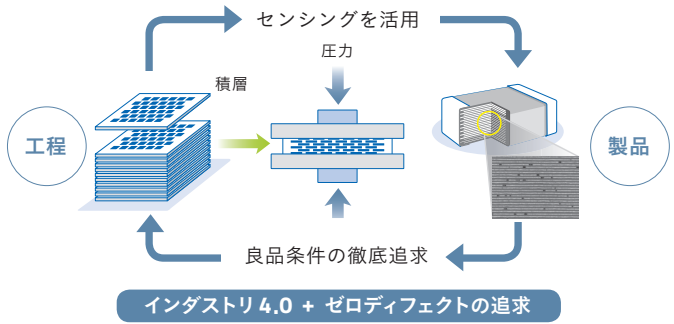 センシングを活用
圧力
積層
工程
製品
良品条件の徹底追求
インダストリ4.0 + ゼロディフェクトの追求